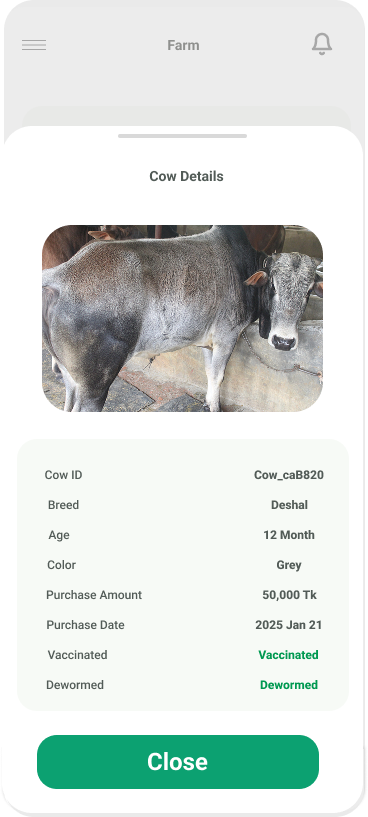 Farm
Cow Details
Cow ID Cow_caB820
Breed Deshal
Age 12 Month
Color Grey
Purchase Amount 50,000 Tk
Purchase Date 2025 Jan 21
Vaccinated Vaccinated
Dewormed Dewormed
Close